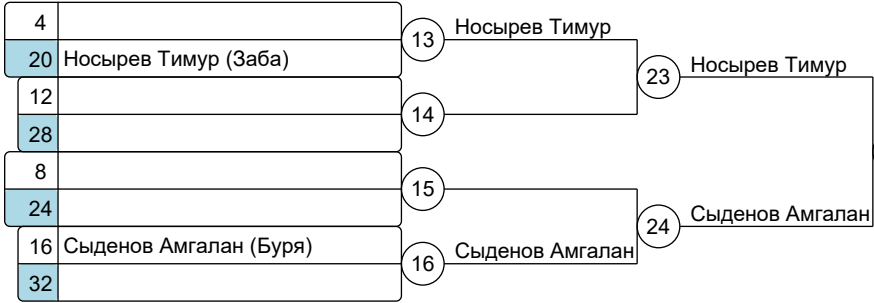 4
13
Носырев Тимур
20 Носырев Тимур (Заба)
23
Носырев Тимур
12
14
28
8
15
24
24
Сыденов Амгалан
16 Сыденов Амгалан (Буря)
16
Сыденов Амгалан
32